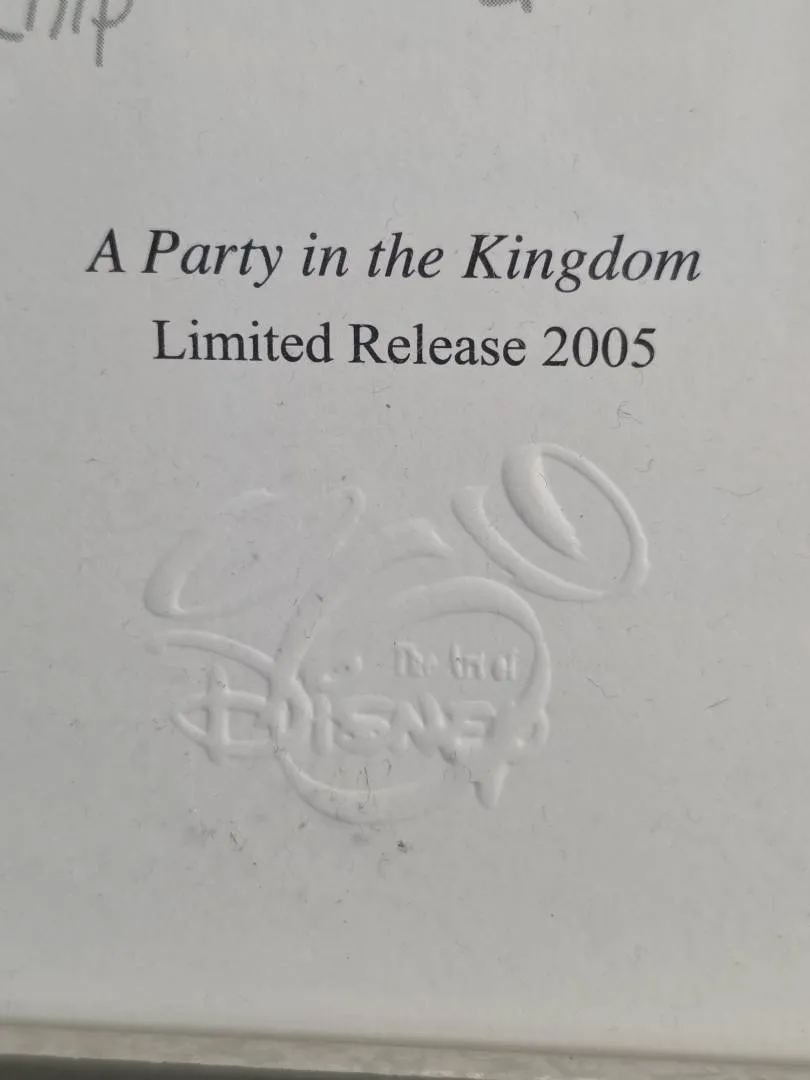 A Party in the Kingdom
Limited Release 2005
The Art of
Disney